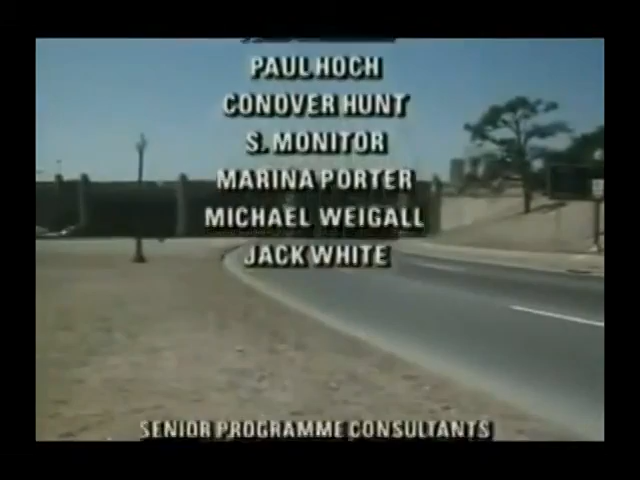 PAUL HOCH
CONOVER HUNT
S. MONITOR
MARINA PORTER
MICHAEL WEIGALL
JACK WHITE
SENIOR PROGRAMME CONSULTANTS